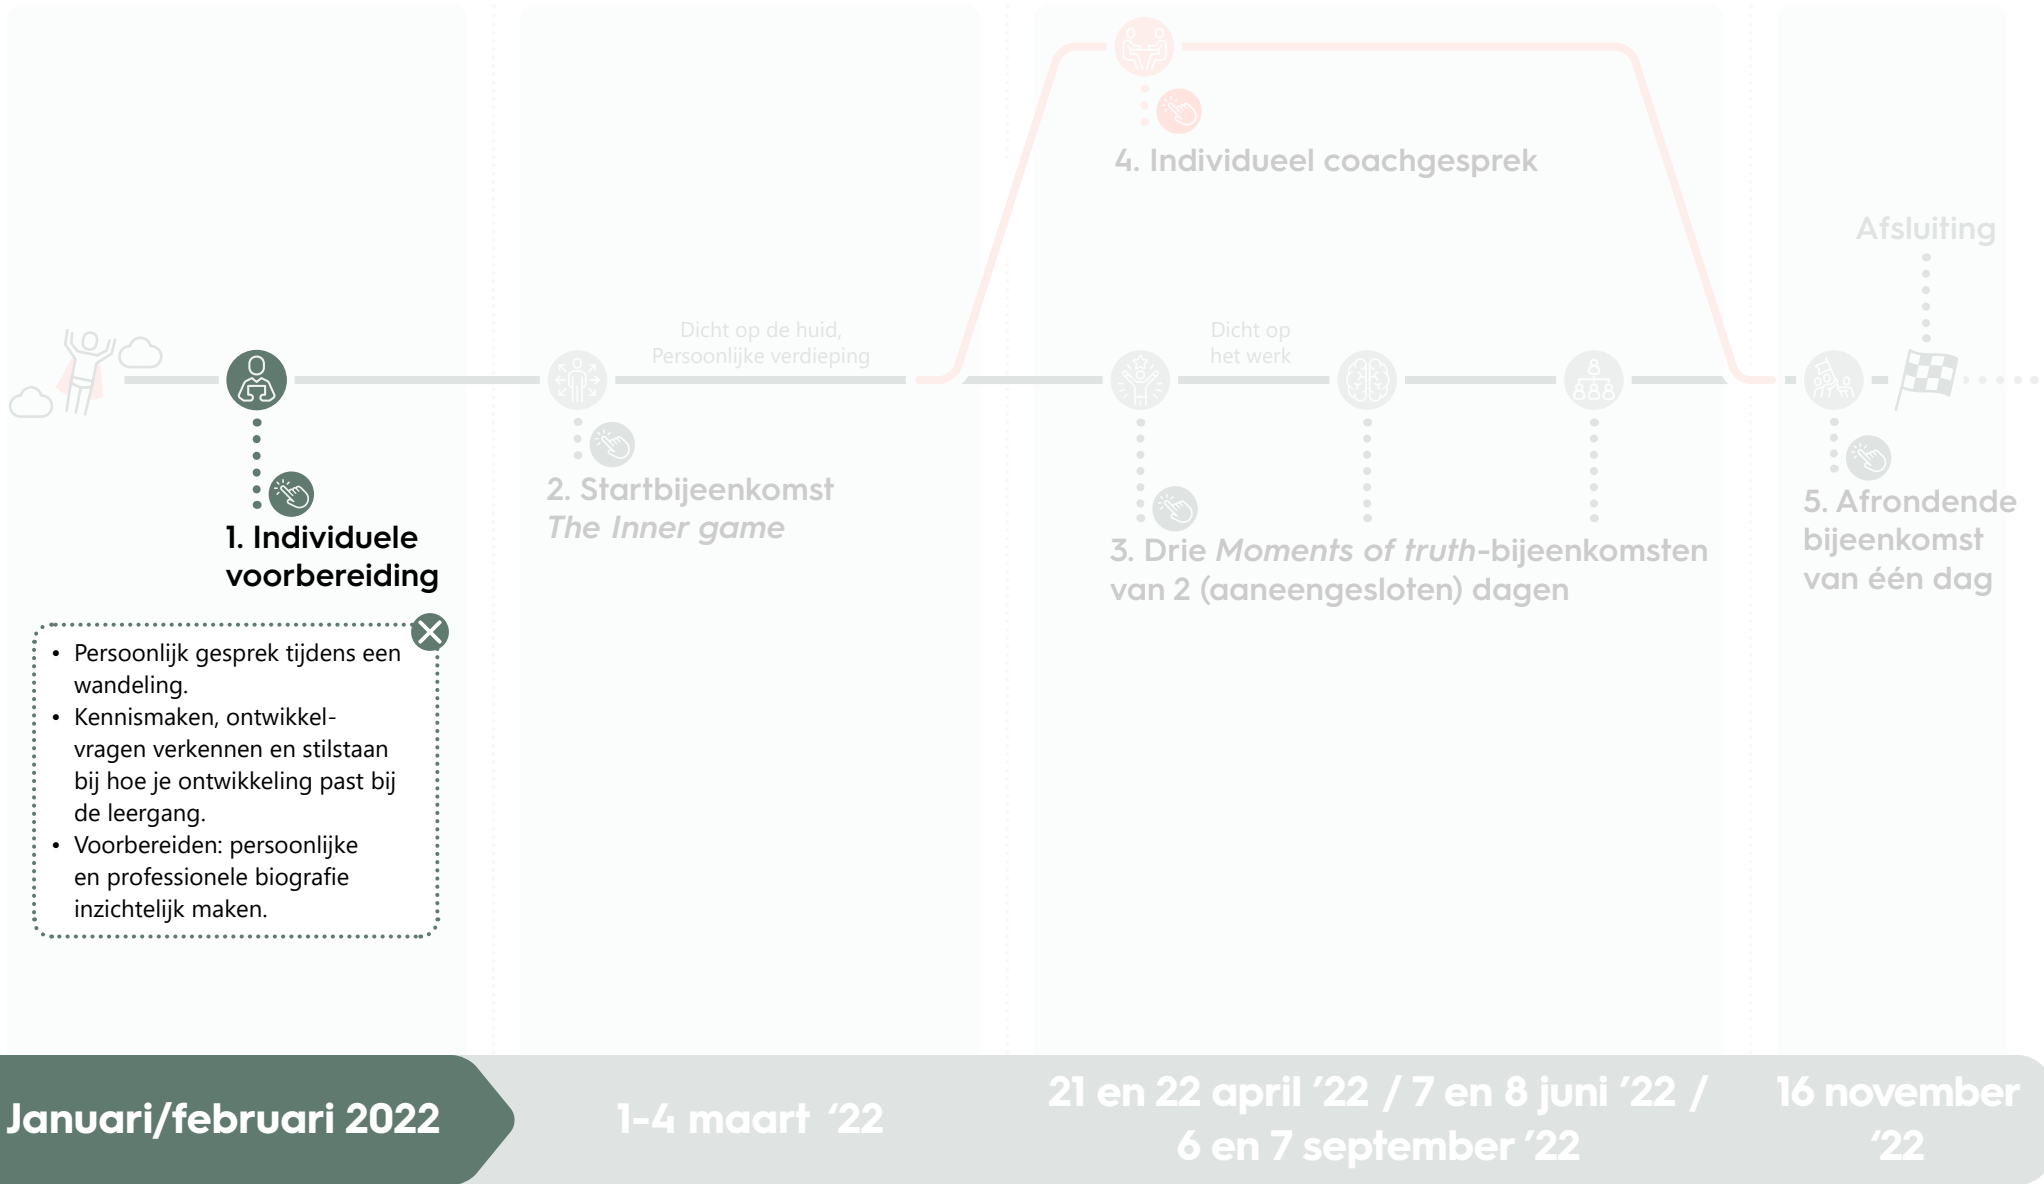 4. Individueel coachgesprek
Afsluiting
Dicht op de huid,
Persoonlijke verdieping
Dicht op
het werk
1. Individuele
voorbereiding
• Persoonlijk gesprek tijdens een
wandeling.
• Kennismaken, ontwikkel-
vragen verkennen en stilstaan
bij hoe je ontwikkeling past bij
de leergang.
• Voorbereiden: persoonlijke
en professionele biografie
inzichtelijk maken.
2. Startbijeenkomst
The Inner game
3. Drie Moments of truth-bijeenkomsten
van 2 (aaneengesloten) dagen
5. Afrondende
bijeenkomst
van één dag
Januari/februari 2022
1-4 maart ‘22
21 en 22 april ’22 / 7 en 8 juni ’22 /
6 en 7 september ’22
16 november
‘22